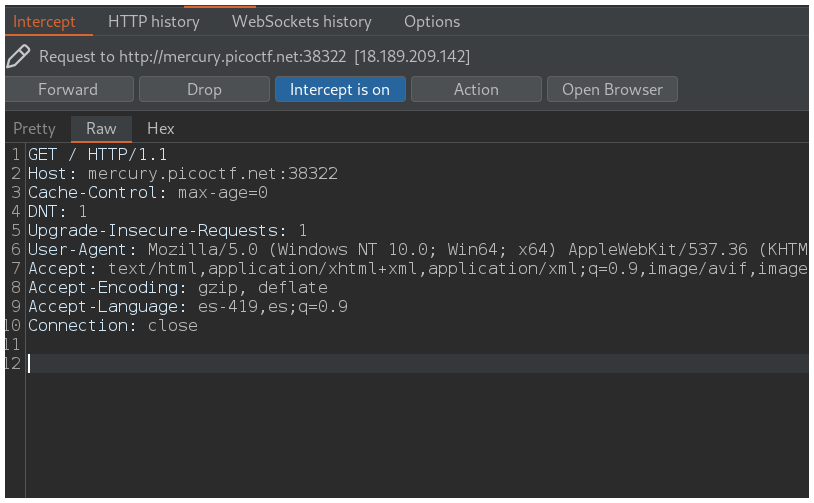 Intercept HTTP history WebSockets history Options
Request to http://mercury.picoctf.net:38322 [18.189.209.142]
Forward Drop Intercept is on Action Open Browser
Pretty Raw Hex
1 GET / HTTP/1.1
2 Host: mercury.picoctf.net:38322
3 Cache-Control: max-age=0
4 DNT: 1
5 Upgrade-Insecure-Requests: 1
6 User-Agent: Mozilla/5.0 (Windows NT 10.0; Win64; x64) AppleWebKit/537.36 (KHTM
7 Accept: text/html,application/xhtml+xml,application/xml;q=0.9,image/avif,image
8 Accept-Encoding: gzip, deflate
9 Accept-Language: es-419,es;q=0.9
10 Connection: close
11
12